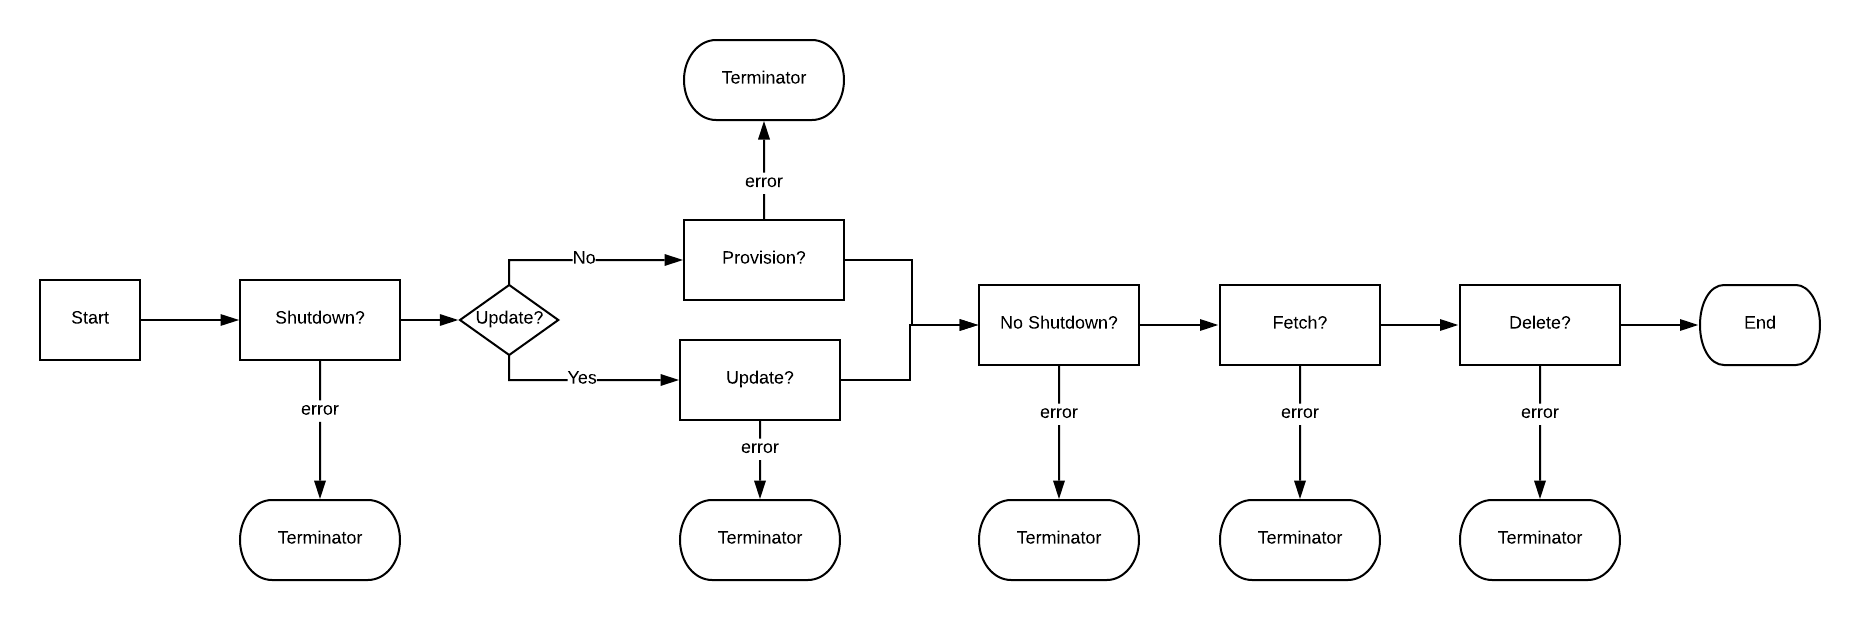 Terminator
error
No
Provision?
Start
Shutdown?
Update?
No Shutdown?
Fetch?
Delete?
End
Yes
Update?
error
error
error
error
error
Terminator
Terminator
Terminator
Terminator
Terminator